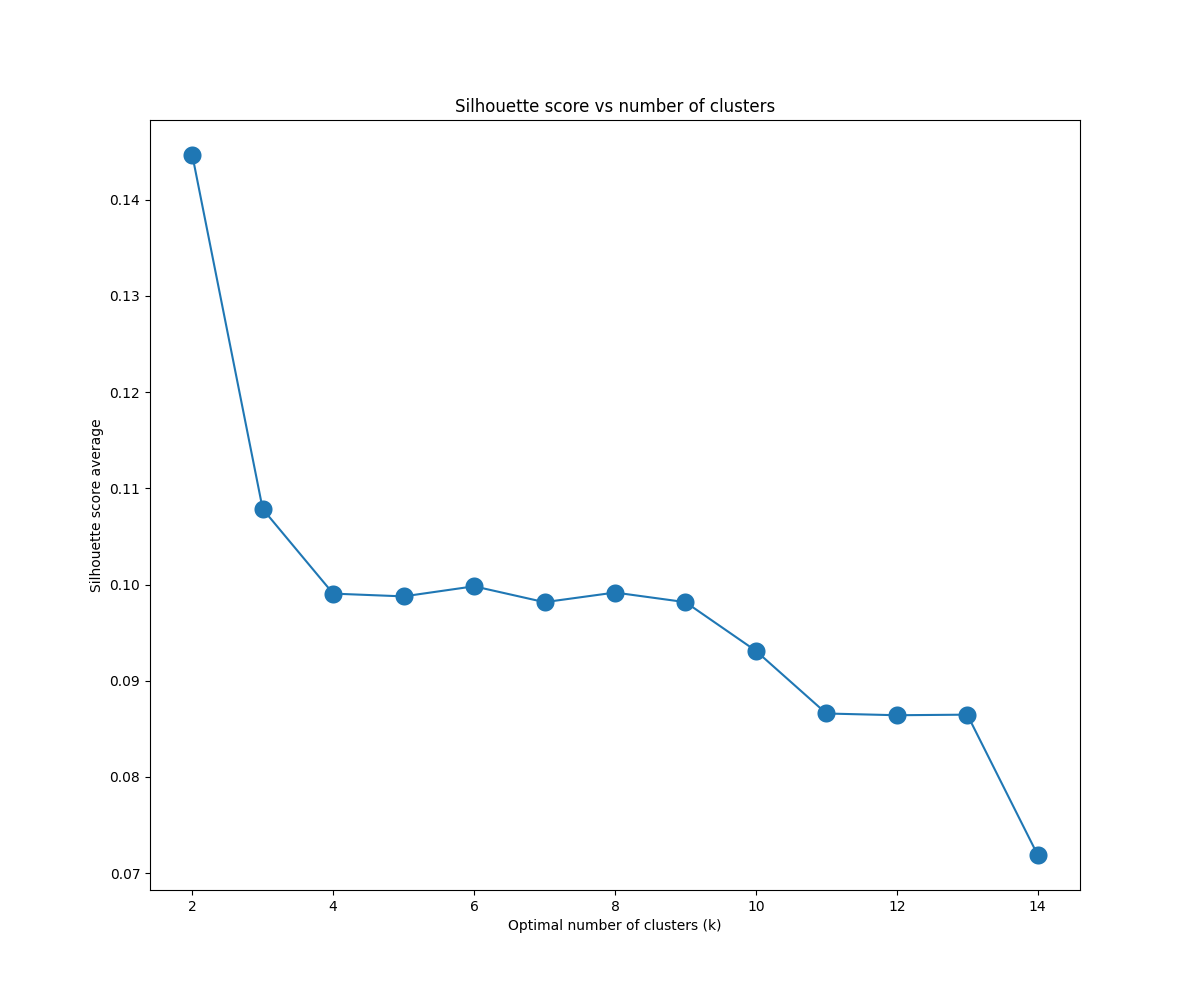 Silhouette score vs number of clusters
Silhouette score average
0.14
0.13
0.12
0.11
0.10
0.09
0.08
0.07
2 4 6 8 10 12 14
Optimal number of clusters (k)